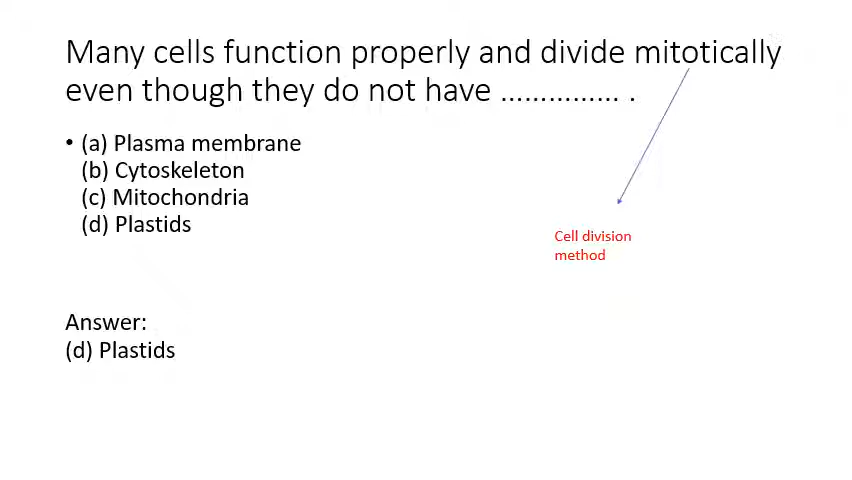 Many cells function properly and divide mitotically
even though they do not have …………… .
• (a) Plasma membrane
(b) Cytoskeleton
(c) Mitochondria
(d) Plastids
Cell division
method
Answer:
(d) Plastids